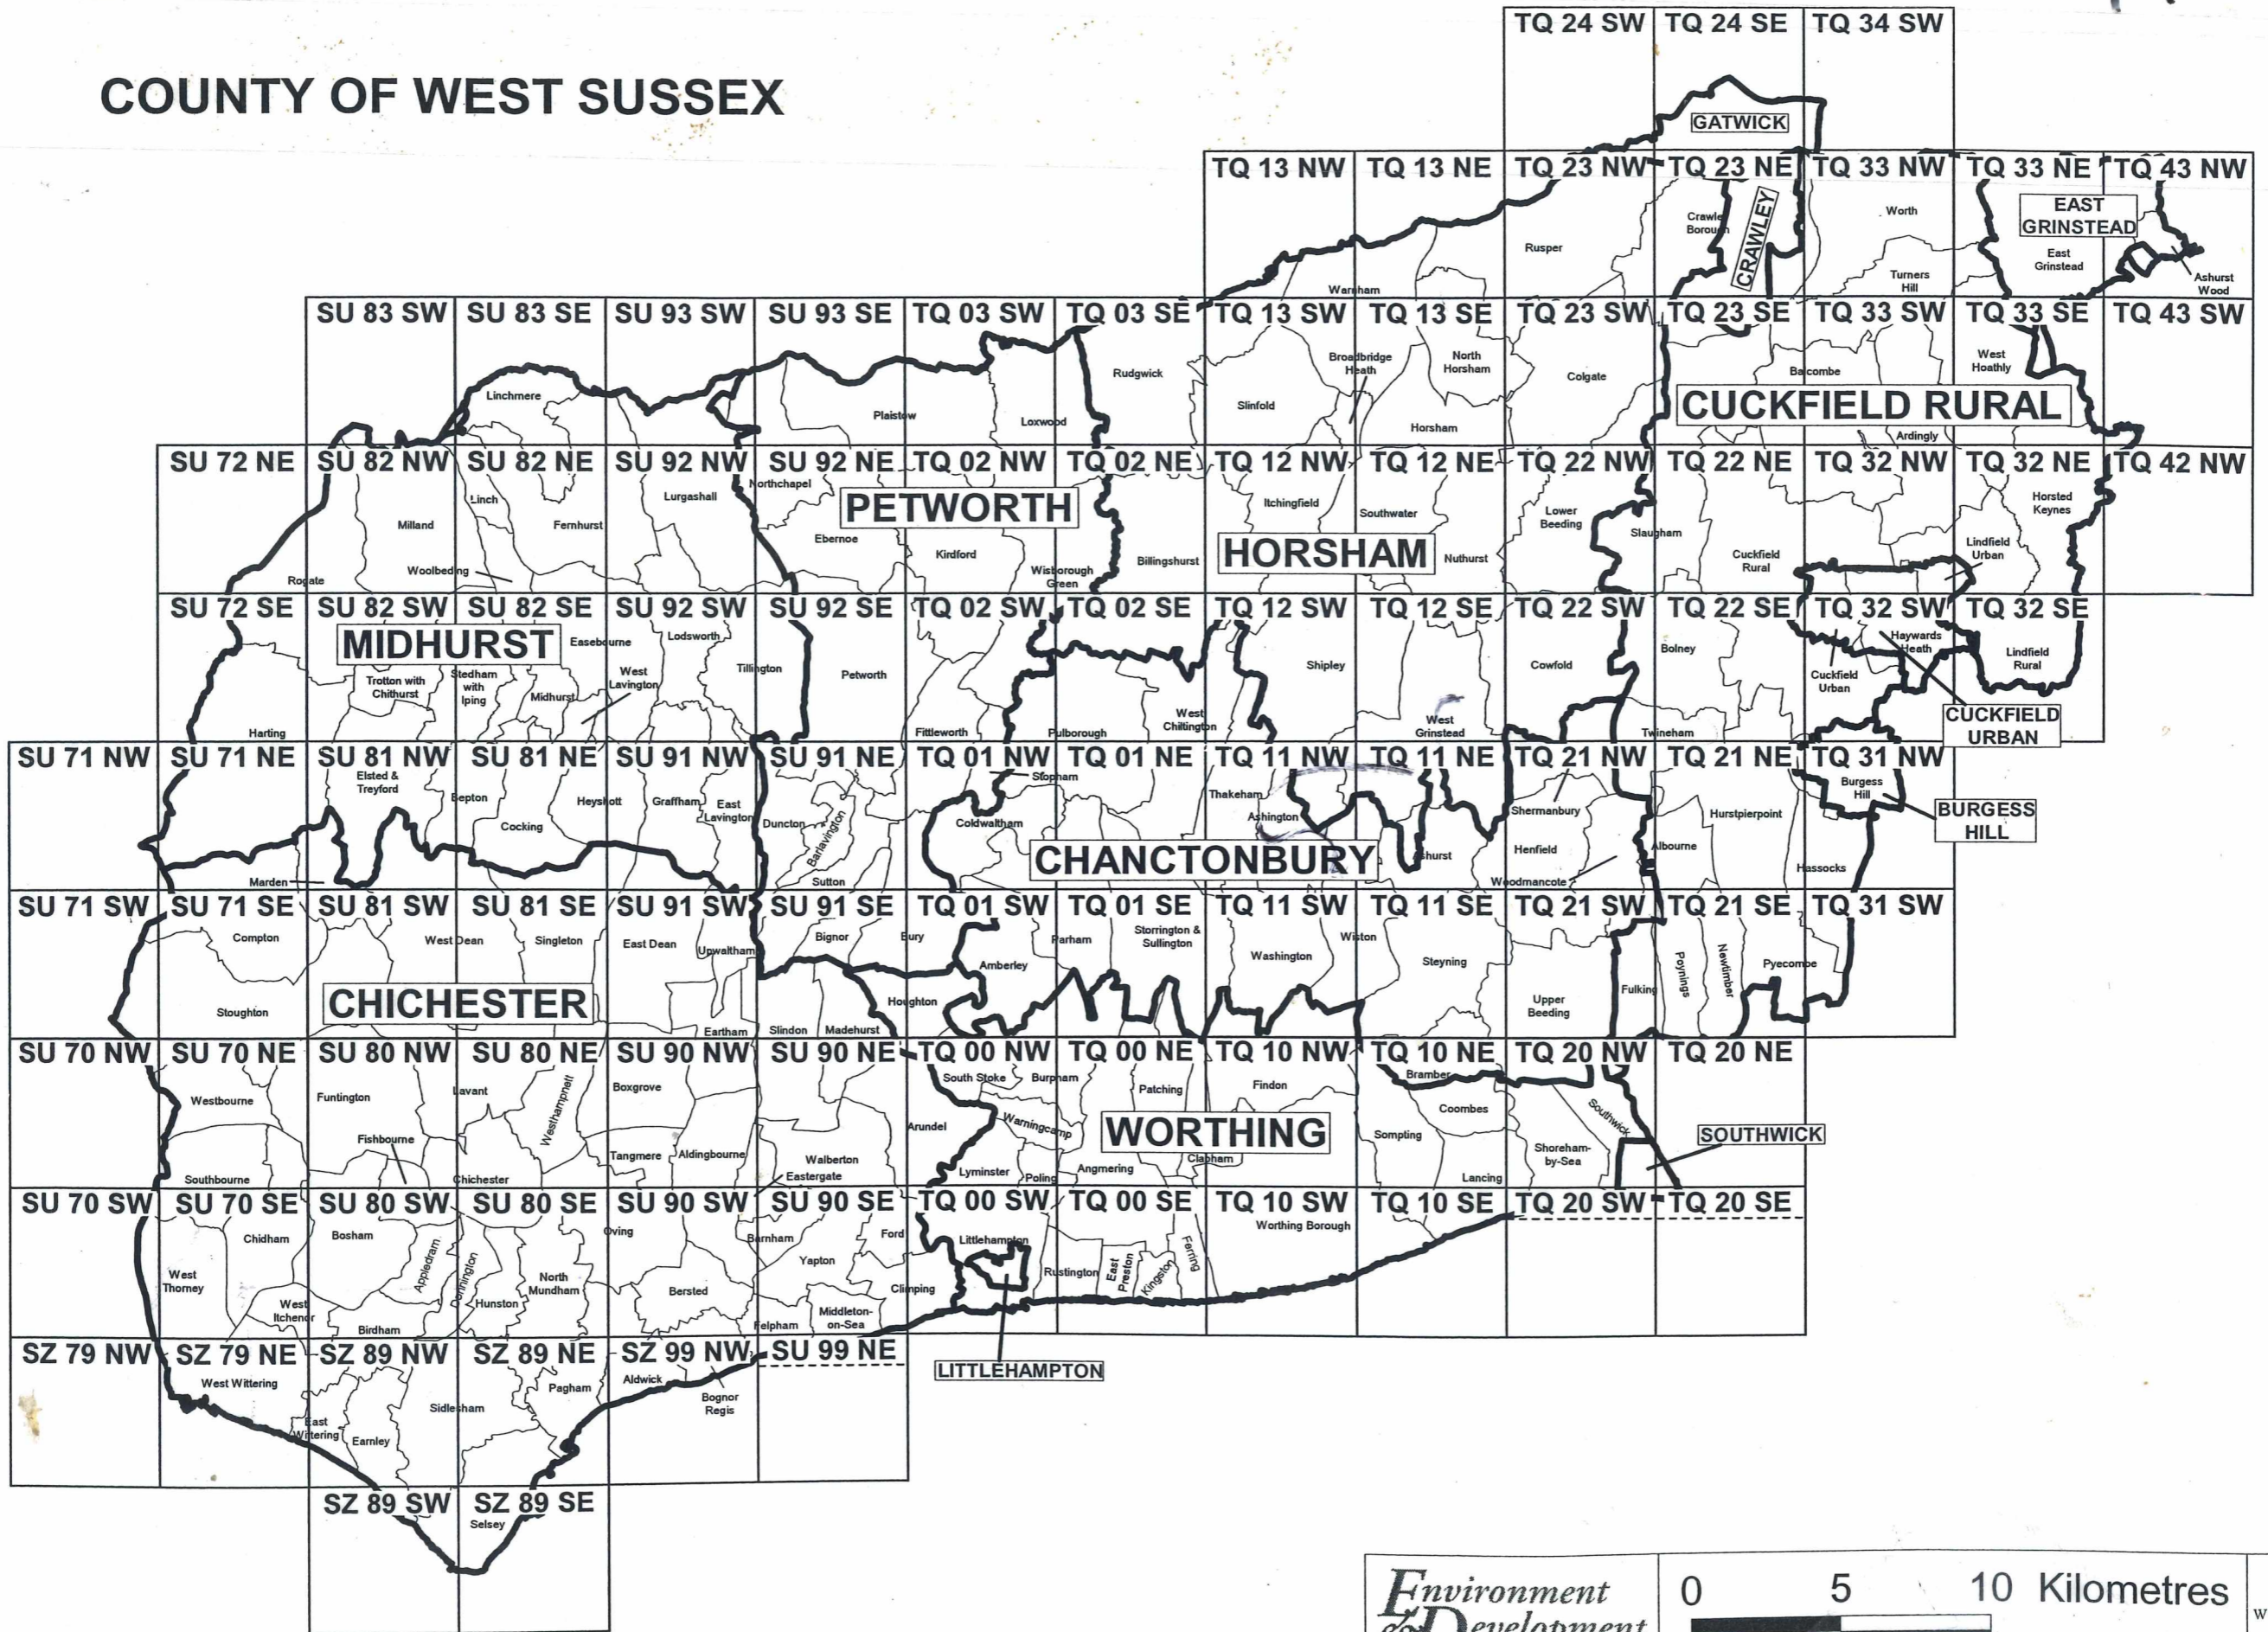 COUNTY OF WEST SUSSEX
TQ 24 SW
TQ 24 SE
TQ 34 SW
GATWICK
TQ 13 NW
TQ 13 NE
TQ 23 NW
TQ 23 NE
TQ 33 NW
TQ 33 NE
TQ 43 NW
Warnham
Rusper
Crawle
Borough
CRAWLEY
Worth
Turners
Hill
EAST
GRINSTEAD
East
Grinstead
Ashurst
Wood
SU 83 SW
SU 83 SE
SU 93 SW
SU 93 SE
TQ 03 SW
TQ 03 SE
TQ 13 SW
TQ 13 SE
TQ 23 SW
TQ 23 SE
TQ 33 SW
TQ 33 SE
TQ 43 SW
Linchmere
Plaistow
Loxwood
Rudgwick
Slinfold
Broadbridge
Heath
North
Horsham
Horsham
Colgate
Balcombe
West
Hoathly
CUCKFIELD RURAL
Ardingly
SU 72 NE
SU 82 NW
SU 82 NE
SU 92 NW
SU 92 NE
TQ 02 NW
TQ 02 NE
TQ 12 NW
TQ 12 NE
TQ 22 NW
TQ 22 NE
TQ 32 NW
TQ 32 NE
TQ 42 NW
Rogate
Milland
Linch
Woolbeding
Fernhurst
Lurgashall
Northchapel
PETWORTH
Ebernoe
Kirdford
Wisborough
Green
Billingshurst
Itchingfield
Southwater
HORSHAM
Nuthurst
Lower
Beeding
Slaugham
Cuckfield
Rural
Lindfield
Urban
Horsted
Keynes
SU 72 SE
SU 82 SW
SU 82 SE
SU 92 SW
SU 92 SE
TQ 02 SW
TQ 02 SE
TQ 12 SW
TQ 12 SE
TQ 22 SW
TQ 22 SE
TQ 32 SW
TQ 32 SE
MIDHURST
Harting
Trotton with
Chithurst
Stedham
with
Iping
Easebourne
Midhurst
West
Lavington
Lodsworth
Tillington
Petworth
Fittleworth
Pulborough
West
Chiltington
Shipley
West
Grinstead
Cowfold
Bolney
Twineham
Cuckfield
Urban
Haywards
Heath
Lindfield
Rural
CUCKFIELD
URBAN
SU 71 NW
SU 71 NE
SU 81 NW
SU 81 NE
SU 91 NW
SU 91 NE
TQ 01 NW
TQ 01 NE
TQ 11 NW
TQ 11 NE
TQ 21 NW
TQ 21 NE
TQ 31 NW
Elsted &
Treyford
Bepton
Cocking
Heyshott
Graffham
East
Lavington
Duncton
Barlavington
Sutton
Stopham
Coldwaltham
Thakeham
Ashington
CHANCTONBURY
Ashurst
Shermanbury
Henfield
Woodmancote
Albourne
Hurstpierpoint
Hassocks
Burgess
Hill
BURGESS
HILL
Marden
SU 71 SW
SU 71 SE
SU 81 SW
SU 81 SE
SU 91 SW
SU 91 SE
TQ 01 SW
TQ 01 SE
TQ 11 SW
TQ 11 SE
TQ 21 SW
TQ 21 SE
TQ 31 SW
Compton
Stoughton
West Dean
Singleton
East Dean
Upwaltham
CHICHESTER
Eartham
Bignor
Bury
Slindon
Madehurst
Houghton
Amberley
Parham
Storrington &
Sullington
Washington
Wiston
Steyning
Upper
Beeding
Fulking
Poynings
Newtimber
Pyecombe
SU 70 NW
SU 70 NE
SU 80 NW
SU 80 NE
SU 90 NW
SU 90 NE
TQ 00 NW
TQ 00 NE
TQ 10 NW
TQ 10 NE
TQ 20 NW
TQ 20 NE
Westbourne
Southbourne
Funtington
Fishbourne
Lavant
Chichester
Westhampnett
Boxgrove
Tangmere
Aldingbourne
Walberton
Eastergate
Arundel
South Stoke
Burpham
Warningcamp
Lyminster
Poling
Patching
Angmering
Clapham
WORTHING
Findon
Bramber
Coombes
Sompting
Lancing
Shoreham-
by-Sea
Southwick
SOUTHWICK
SU 70 SW
SU 70 SE
SU 80 SW
SU 80 SE
SU 90 SW
SU 90 SE
TQ 00 SW
TQ 00 SE
TQ 10 SW
TQ 10 SE
TQ 20 SW
TQ 20 SE
West
Thorney
Chidham
West
Itchenor
Bosham
Birdham
Appledram
Donnington
Hunston
North
Mundham
Oving
Bersted
Barnham
Yapton
Felpham
Middleton-
on-Sea
Ford
Climping
Littlehampton
Rustington
East
Preston
Kingston
Ferring
Worthing Borough
LITTLEHAMPTON
SZ 79 NW
SZ 79 NE
SZ 89 NW
SZ 89 NE
SZ 99 NW
SU 99 NE
West Wittering
East
Wittering
Earnley
Sidlesham
Pagham
Aldwick
Bognor
Regis
SZ 89 SW
SZ 89 SE
Selsey
Environment
& Development
0 5 10 Kilometres